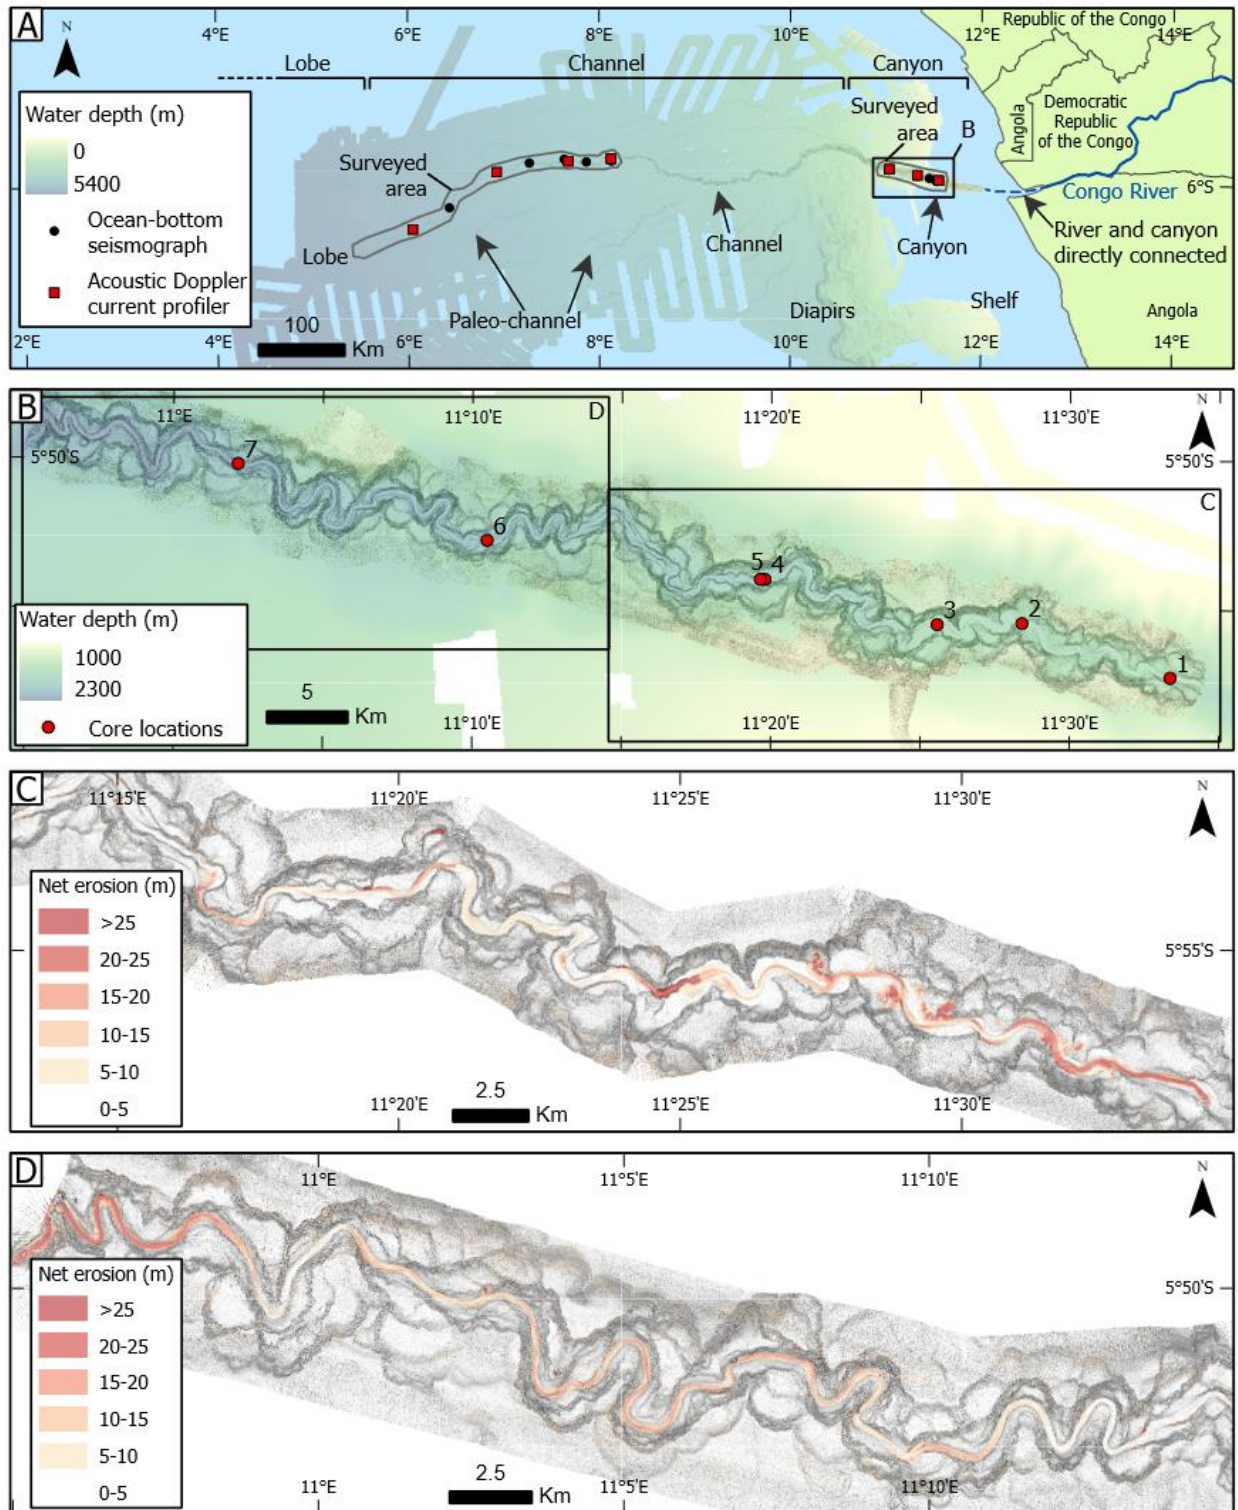 A
N
4°E
6°E
8°E
10°E
12°E
14°E
Republic of the Congo
Lobe
Channel
Canyon
Water depth (m)
0
5400
Ocean-bottom
seismograph
Acoustic Doppler
current profiler
Surveyed
area
Surveyed
area
B
Angola
Democratic
Republic
of the Congo
6°S
Congo River
River and canyon
directly connected
Lobe
Channel
Canyon
Paleo-channel
Diapirs
Shelf
Angola
100
Km
2°E
4°E
6°E
8°E
10°E
12°E
14°E
B
11°E
11°10'E
D
11°20'E
11°30'E
N
5°50'S
5°50'S
7
6
C
5
4
3
2
1
Water depth (m)
1000
2300
Core locations
5
Km
11°10'E
11°20'E
11°30'E
C
11°15'E
11°20'E
11°25'E
11°30'E
N
Net erosion (m)
>25
20-25
15-20
10-15
5-10
0-5
5°55'S
2.5
Km
11°20'E
11°25'E
11°30'E
D
11°E
11°5'E
11°10'E
N
5°50'S
Net erosion (m)
>25
20-25
15-20
10-15
5-10
0-5
2.5
Km
11°E
11°5'E
11°10'E